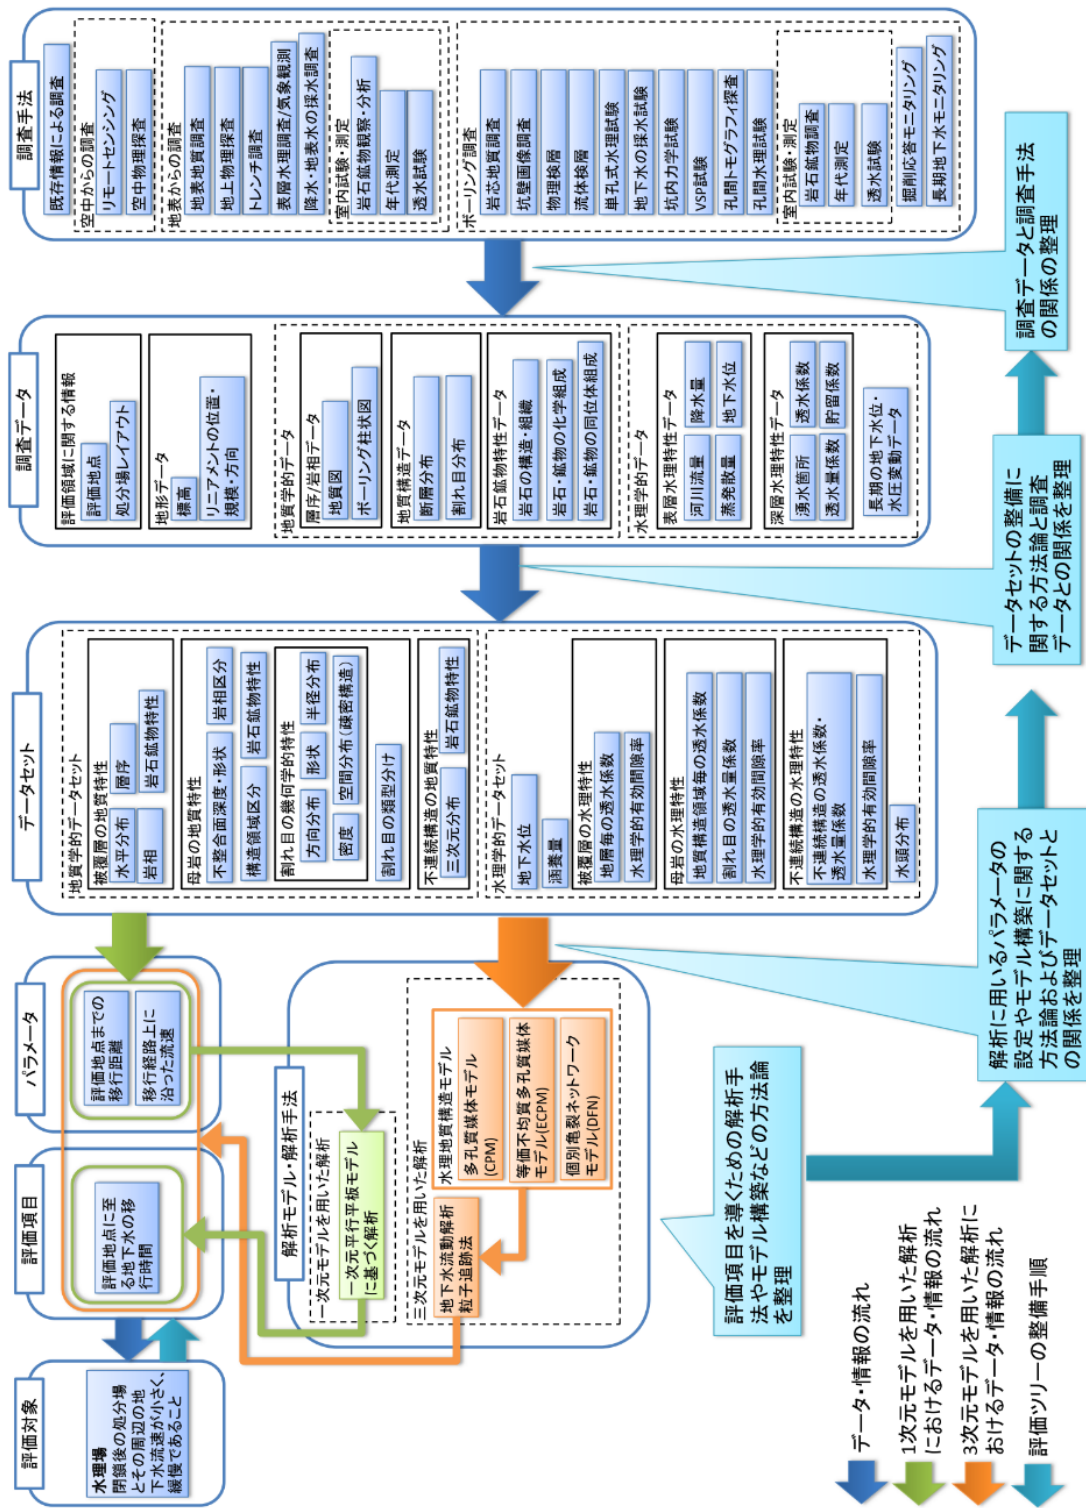 評価対象
水理場
閉鎖後の処分場
とその周辺の地
下水流速が小さく、
緩慢であること
評価項目
評価地点に至
る地下水の移
行時間
パラメータ
評価地点までの
移行距離
移行経路上に
沿った流速
解析モデル・解析手法
一次元モデルを用いた解析
一次元平行平板モデル
に基づく解析
三次元モデルを用いた解析
地下水流動解析
粒子追跡法
水理地質構造モデル
多孔質媒体モデル
(CPM)
等価不均質多孔質媒体
モデル(ECPM)
個別亀裂ネットワーク
モデル(DFN)
データセット
地質学的データセット
被覆層の地質特性
水平分布
層序
岩相
岩石鉱物特性
母岩の地質特性
不整合面深度・形状
岩相区分
構造領域区分
岩石鉱物特性
割れ目の幾何学的特性
方向分布
形状
半径分布
密度
空間分布(疎密構造)
割れ目の類型分け
不連続構造の地質特性
三次元分布
岩石鉱物特性
水理学的データセット
地下水位
涵養量
被覆層の水理特性
地層毎の透水係数
水理学的有効間隙率
母岩の水理特性
地質構造領域毎の透水係数
割れ目の透水量係数
水理学的有効間隙率
不連続構造の水理特性
不連続構造の透水係数・
透水量係数
水理学的有効間隙率
水頭分布
調査データ
評価領域に関する情報
評価地点
処分場レイアウト
地形データ
標高
リニアメントの位置・
規模・方向
地質学的データ
層序/岩相データ
地質図
ボーリング柱状図
地質構造データ
断層分布
割れ目分布
岩石鉱物特性データ
岩石の構造・組織
岩石・鉱物の化学組成
岩石・鉱物の同位体組成
水理学的データ
表層水理特性データ
河川流量
降水量
蒸発散量
地下水位
深層水理特性データ
湧水箇所
透水係数
透水量係数
貯留係数
長期の地下水位・
水圧変動データ
調査手法
既存情報による調査
空中からの調査
リモートセンシング
空中物理探査
地表からの調査
地表地質調査
地上物理探査
トレンチ調査
表層水理調査/気象観測
降水・地表水の採水調査
室内試験・測定
岩石鉱物観察・分析
年代測定
透水試験
ボーリング調査
岩芯地質調査
坑壁画像調査
物理検層
流体検層
単孔式水理試験
地下水の採水試験
坑内力学試験
VSP試験
孔間トモグラフィ探査
孔間水理試験
室内試験・測定
岩石鉱物調査
年代測定
透水試験
掘削応答モニタリング
長期地下水モニタリング
評価項目を導くための解析手
法やモデル構築などの方法論
を整理
解析に用いるパラメータの
設定やモデル構築に関する
方法論およびデータセットと
の関係を整理
データセットの整備に
関する方法論と調査
データとの関係を整理
調査データと調査手法
の関係の整理
データ・情報の流れ
1次元モデルを用いた解析
におけるデータ・情報の流れ
3次元モデルを用いた解析に
おけるデータ・情報の流れ
評価ツリーの整備手順